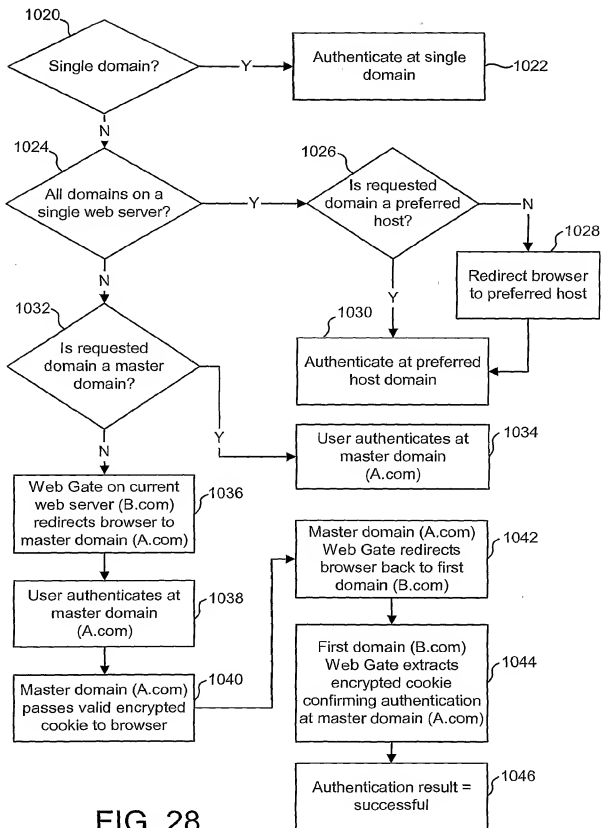 1020
Single domain?
Y
Authenticate at single
domain
1022
N
1024
All domains on a
single web server?
Y
1026
Is requested
domain a preferred
host?
N
1028
Redirect browser
to preferred host
Y
1030
Authenticate at preferred
host domain
N
1032
Is requested
domain a master
domain?
Y
User authenticates at
master domain
(A.com)
1034
N
Web Gate on current
web server (B.com)
redirects browser to
master domain (A.com)
1036
User authenticates at
master domain
(A.com)
1038
Master domain (A.com)
passes valid encrypted
cookie to browser
1040
Master domain (A.com)
Web Gate redirects
browser back to first
domain (B.com)
1042
First domain (B.com)
Web Gate extracts
encrypted cookie
confirming authentication
at master domain (A.com)
1044
Authentication result =
successful
1046
FIG. 28